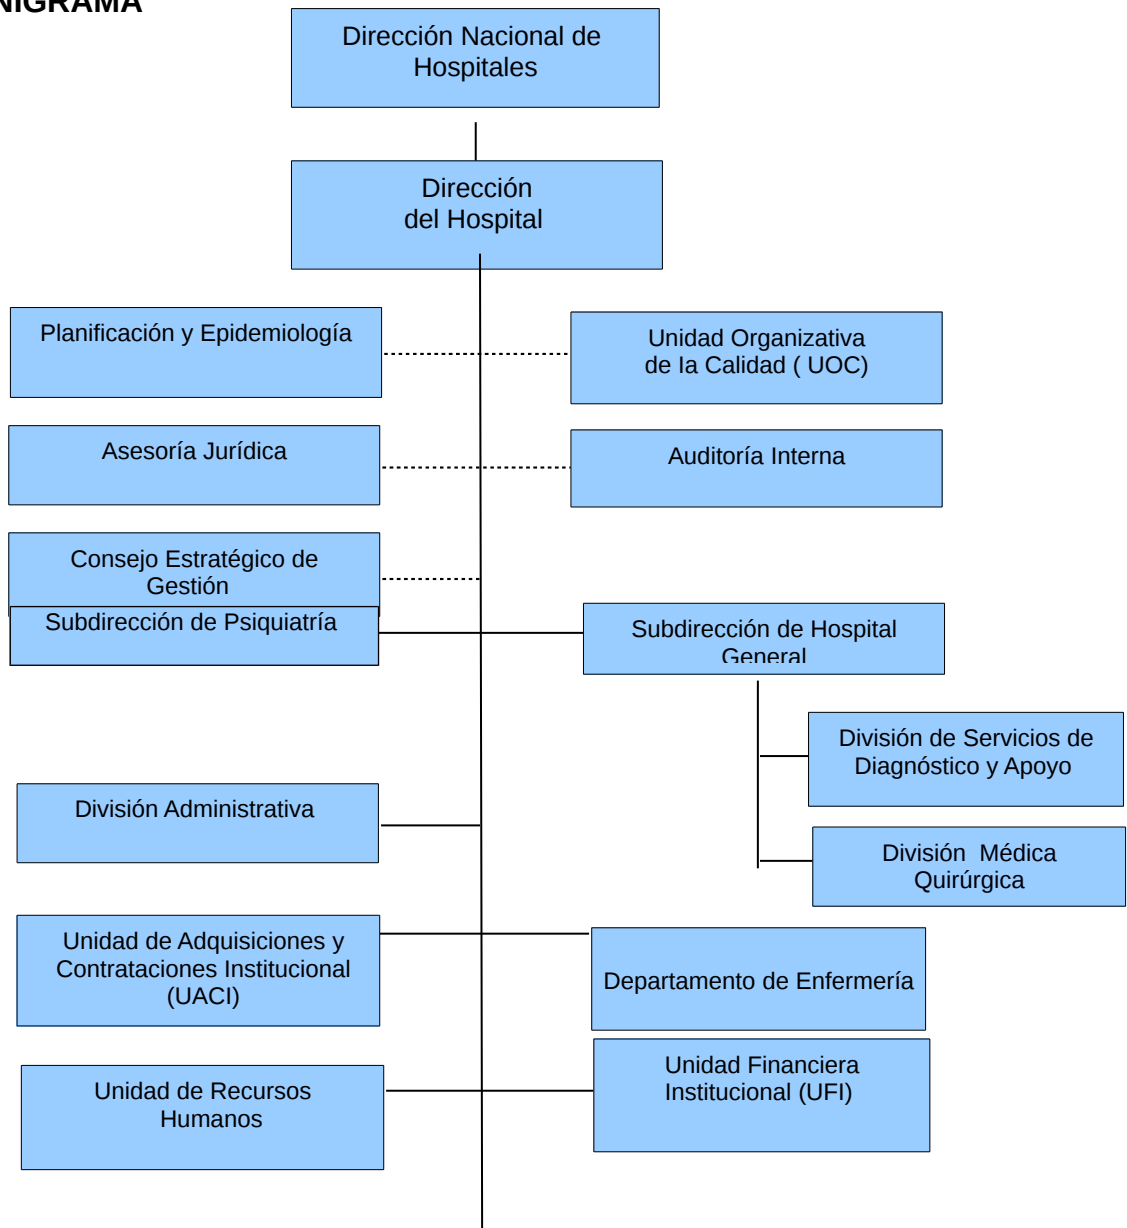 NIGRAMA
Dirección Nacional de
Hospitales
Dirección
del Hospital
Planificación y Epidemiología
Unidad Organizativa
de la Calidad ( UOC)
Asesoría Jurídica
Auditoría Interna
Consejo Estratégico de
Gestión
Subdirección de Psiquiatría
Subdirección de Hospital
General
División de Servicios de
Diagnóstico y Apoyo
División Administrativa
División  Médica
Quirúrgica
Unidad de Adquisiciones y
Contrataciones Institucional
(UACI)
Departamento de Enfermería
Unidad de Recursos
Humanos
Unidad Financiera
Institucional (UFI)